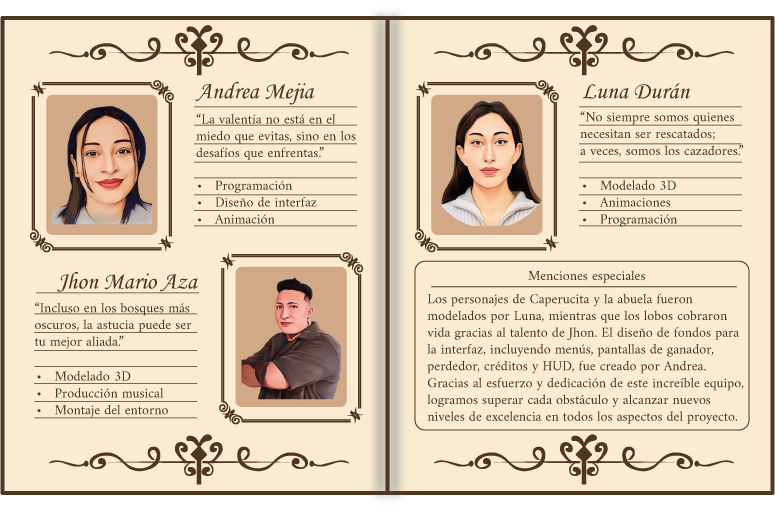 Andrea Mejia
“La valentía no está en el
miedo que evitas, sino en los
desafíos que enfrentas.”
• Programación
• Diseño de interfaz
• Animación
Jhon Mario Aza
“Incluso en los bosques más
oscuros, la astucia puede ser
tu mejor aliada.”
• Modelado 3D
• Producción musical
• Montaje del entorno
Luna Durán
“No siempre somos quienes
necesitan ser rescatados;
a veces, somos los cazadores.”
• Modelado 3D
• Animaciones
• Programación
Menciones especiales
Los personajes de Caperucita y la abuela fueron
modelados por Luna, mientras que los lobos cobraron
vida gracias al talento de Jhon. El diseño de fondos para
la interfaz, incluyendo menús, pantallas de ganador,
perdedor, créditos y HUD, fue creado por Andrea.
Gracias al esfuerzo y dedicación de este increíble equipo,
logramos superar cada obstáculo y alcanzar nuevos
niveles de excelencia en todos los aspectos del proyecto.